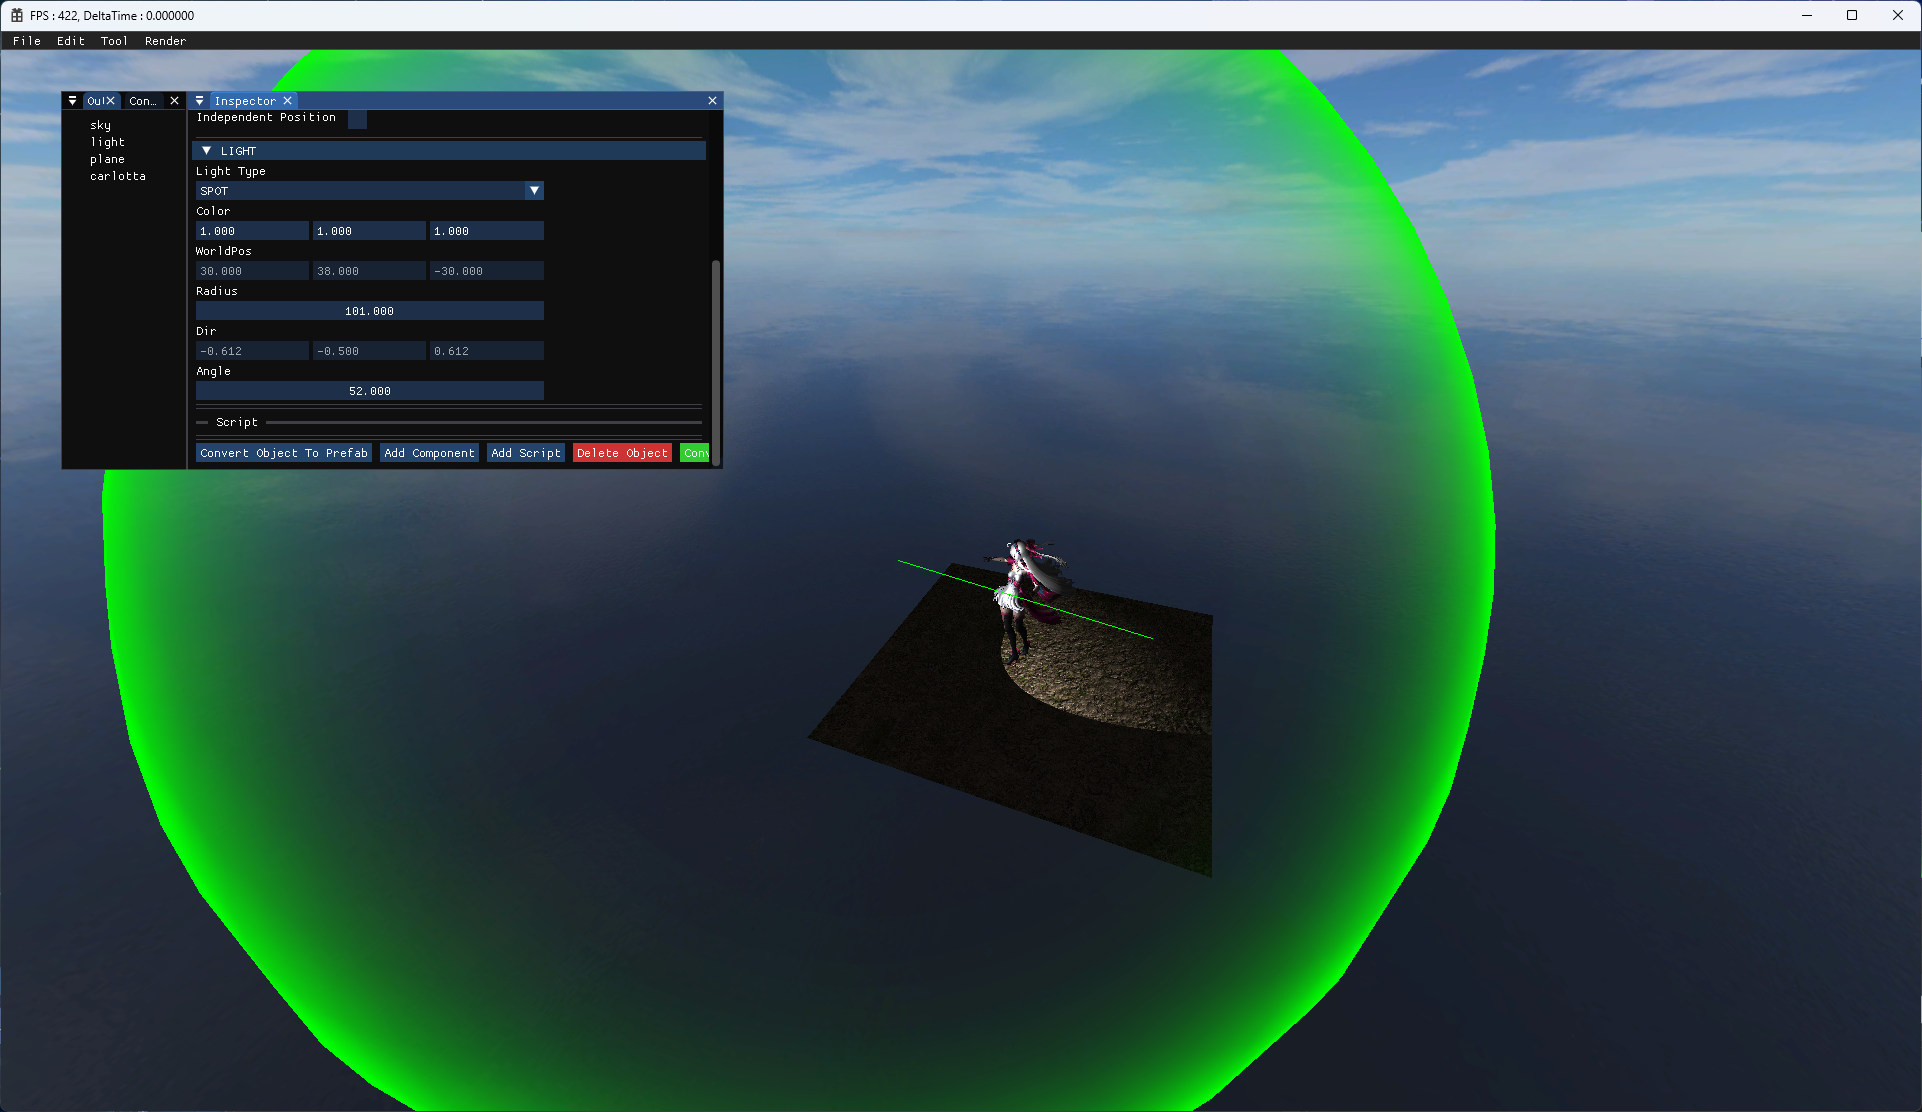 FPS : 422, DeltaTime : 0.000000
File Edit Tool Render
Oul Con... Inspector
sky
light
plane
carlotta
Independent Position
LIGHT
Light Type
SPOT
Color
1.000 1.000 1.000
WorldPos
30.000 38.000 -30.000
Radius
101.000
Dir
-0.612 -0.500 0.612
Angle
52.000
Script
Convert Object To Prefab Add Component Add Script Delete Object Conv